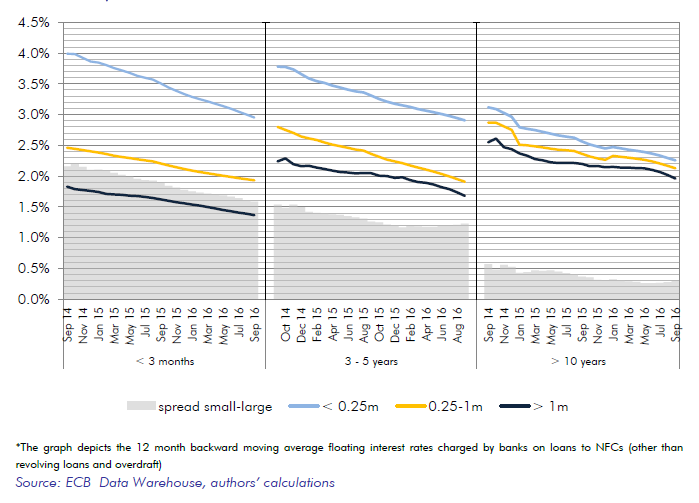 4.5%
4.0%
3.5%
3.0%
2.5%
2.0%
1.5%
1.0%
0.5%
0.0%
Sep 14
Nov 14
Jan 15
Mar 15
May 15
Jul 15
Sep 15
Nov 15
Jan 16
Mar 16
May 16
Jul 16
Sep 16
Oct 14
Dec 14
Feb 15
Apr 15
Jun 15
Aug 15
Oct 15
Dec 15
Feb 16
Apr 16
Jun 16
Aug 16
Sep 14
Nov 14
Jan 15
Mar 15
May 15
Jul 15
Sep 15
Nov 15
Jan 16
Mar 16
May 16
Jul 16
Sep 16
< 3 months
3 - 5 years
> 10 years
spread small-large
< 0.25m
0.25-1m
> 1m
*The graph depicts the 12 month backward moving average floating interest rates charged by banks on loans to NFCs (other than
revolving loans and overdraft)
Source: ECB Data Warehouse, authors' calculations